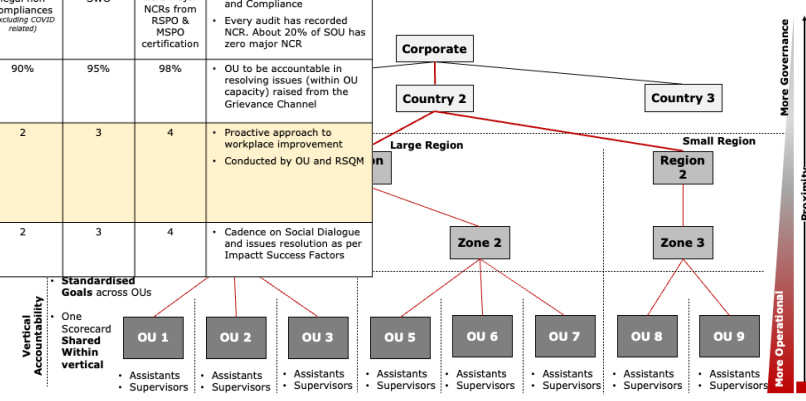 ompliances
xcluding COVID
related)
NCRs from
RSPO &
MSPO
certification
and Compliance
• Every audit has recorded
NCR. About 20% of SOU has
zero major NCR
90%
95%
98%
• OU to be accountable in
resolving issues (within OU
capacity) raised from the
Grievance Channel
2
3
4
• Proactive approach to
workplace improvement
• Conducted by OU and RSQM
2
3
4
• Cadence on Social Dialogue
and issues resolution as per
Impactt Success Factors
Corporate
Country 2
Country 3
Large Region
Small Region
on
Region
2
Zone 2
Zone 3
• Standardised
Goals across OUs
• One
Scorecard
Shared
Within
vertical
Vertical
Accountability
OU 1
OU 2
OU 3
OU 5
OU 6
OU 7
OU 8
OU 9
• Assistants
• Supervisors
• Assistants
• Supervisors
• Assistants
• Supervisors
• Assistants
• Supervisors
• Assistants
• Supervisors
• Assistants
• Supervisors
• Assistants
• Supervisors
• Assistants
• Supervisors
More Governance
More Operational
Proximity